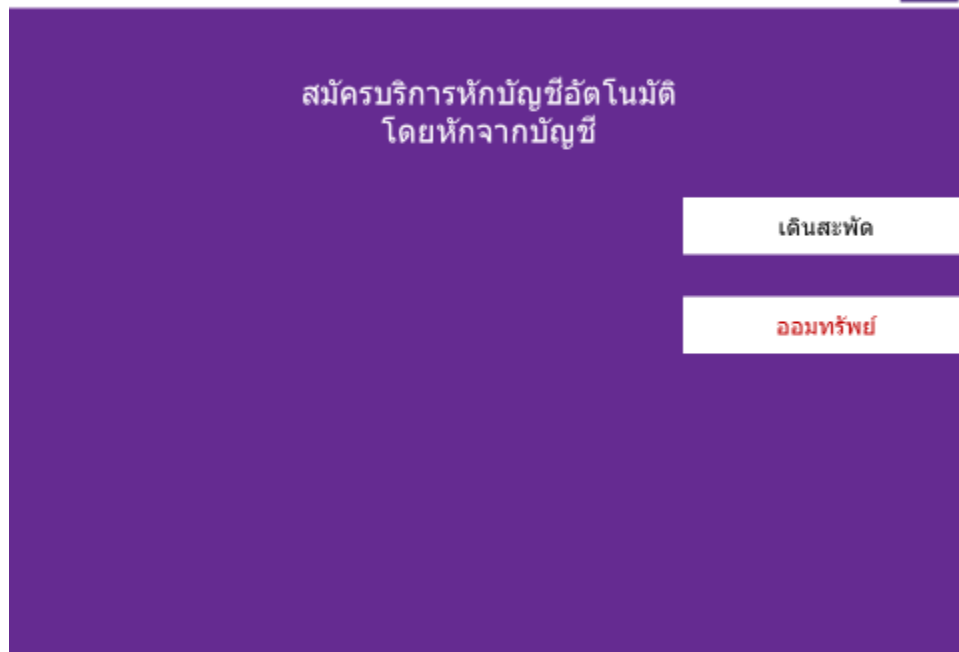 สมัครบริการหักบัญชีอัตโนมัติ
โดยหักจากบัญชี
เดินสะพัด
ออมทรัพย์